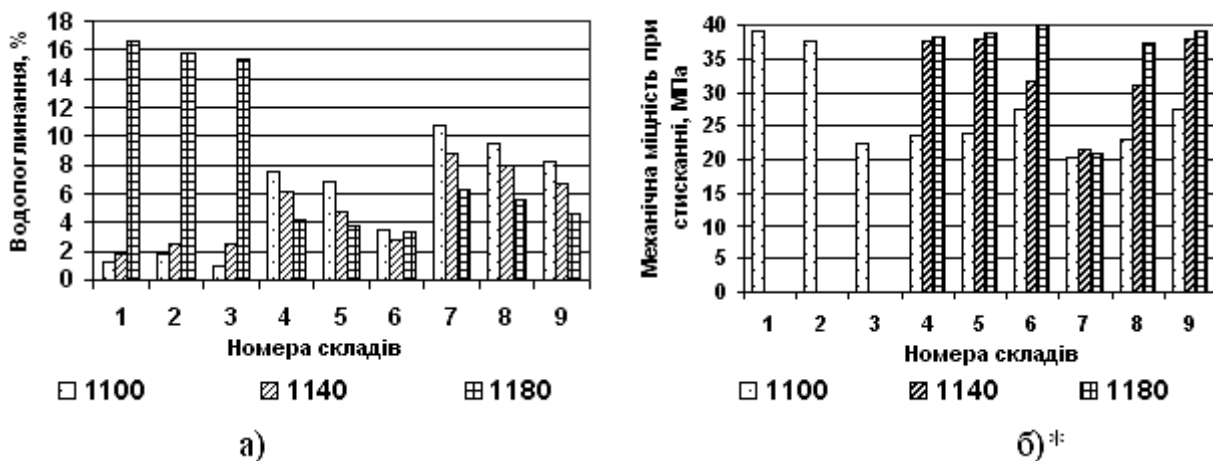 18
16
14
12
10
8
6
4
2
0
Водопоглинання, %
1 2 3 4 5 6 7 8 9
Номера складів
1100 1140 1180
а)
40
35
30
25
20
15
10
5
0
Механічна міцність при
стисканні, МПа
1 2 3 4 5 6 7 8 9
Номера складів
1100 1140 1180
б)*